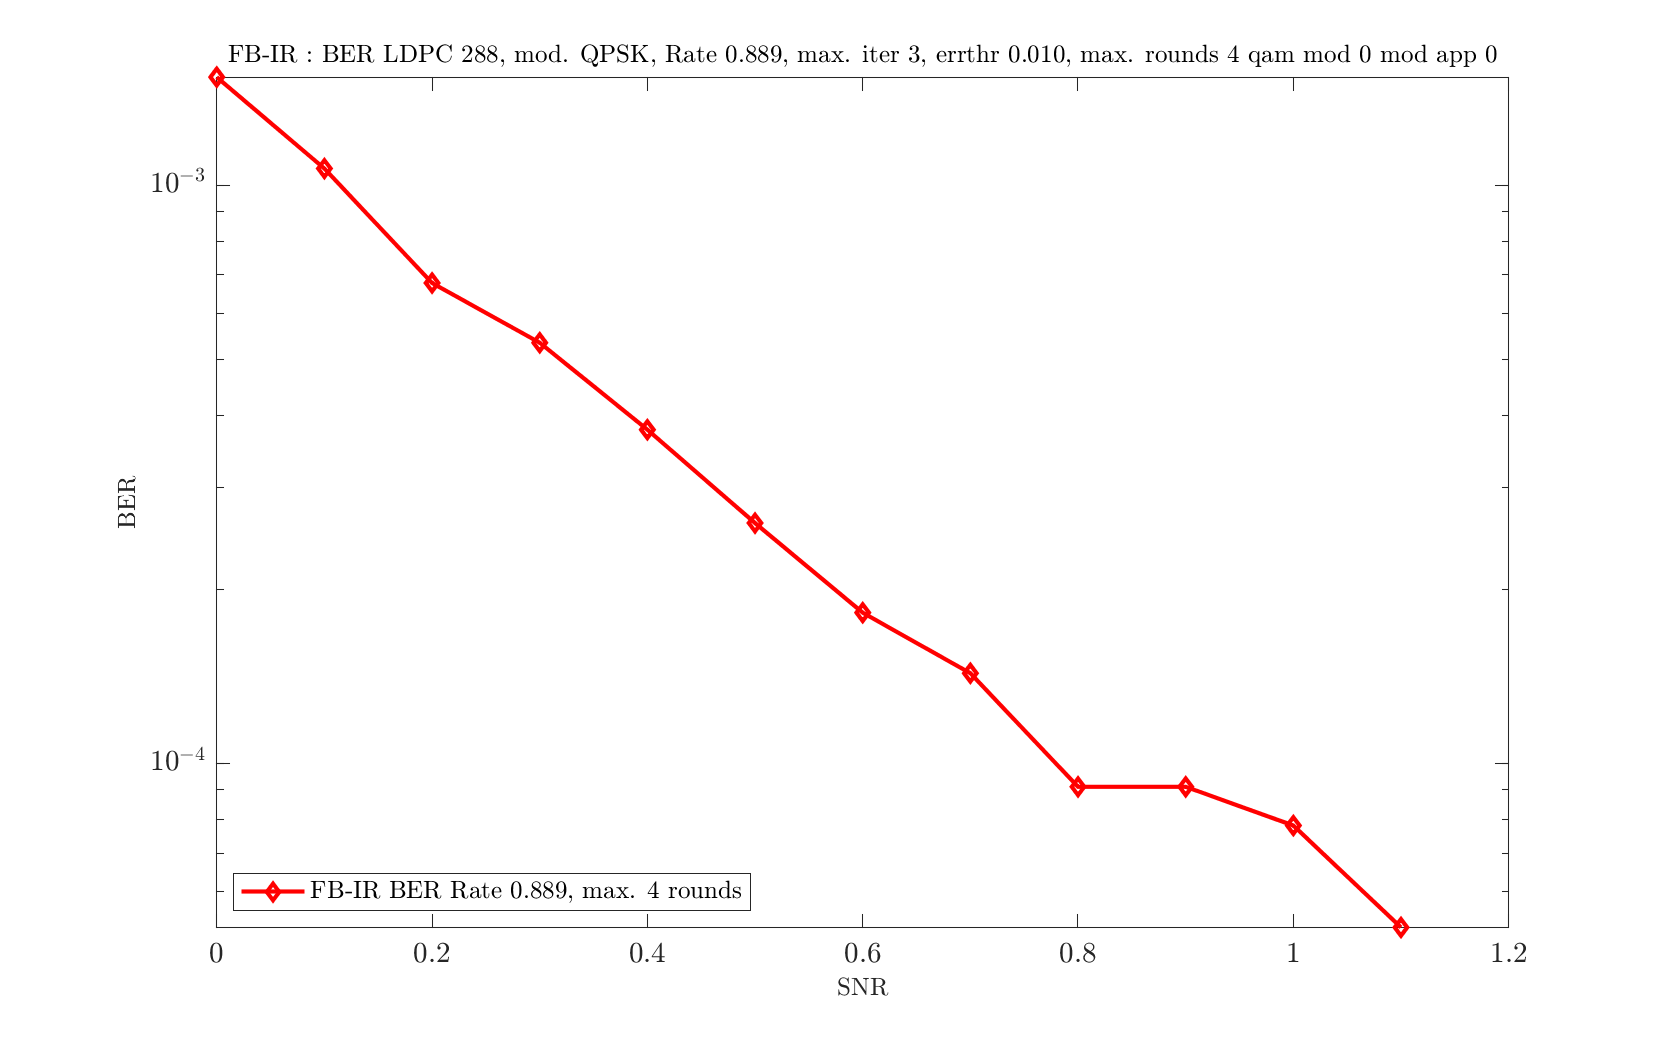 FB-IR : BER LDPC 288, mod. QPSK, Rate 0.889, max. iter 3, errthr 0.010, max. rounds 4 qam mod 0 mod app 0
10⁻³
BER
10⁻⁴
FB-IR BER Rate 0.889, max. 4 rounds
0 0.2 0.4 0.6 0.8 1 1.2
SNR